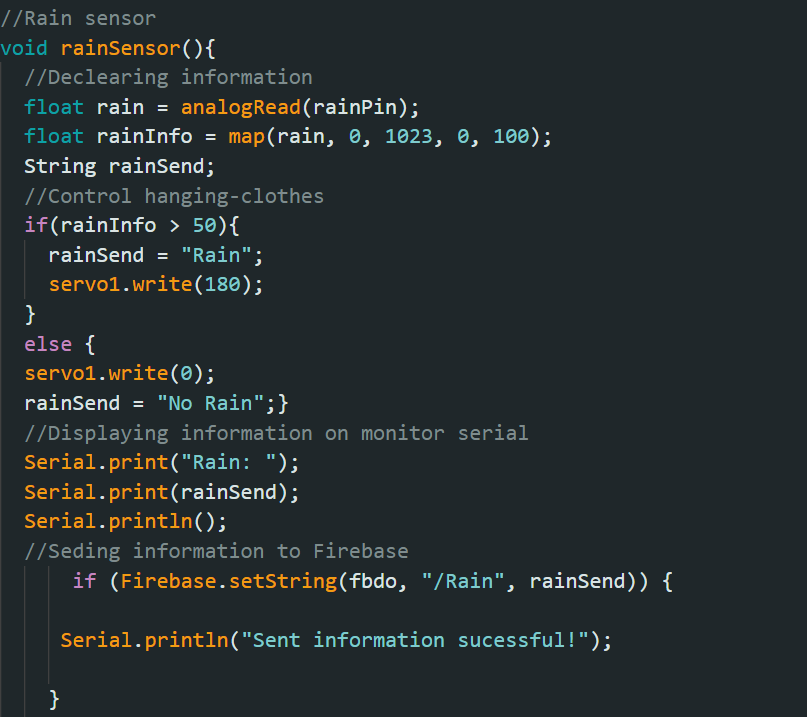 //Rain sensor
void rainSensor(){
//Declearing information
float rain = analogRead(rainPin);
float rainInfo = map(rain, 0, 1023, 0, 100);
String rainSend;
//Control hanging-clothes
if(rainInfo > 50){
rainSend = "Rain";
servo1.write(180);
}
else {
servo1.write(0);
rainSend = "No Rain";}
//Displaying information on monitor serial
Serial.print("Rain: ");
Serial.print(rainSend);
Serial.println();
//Seding information to Firebase
if (Firebase.setString(fbdo, "/Rain", rainSend)) {
Serial.println("Sent information sucessful!");
}